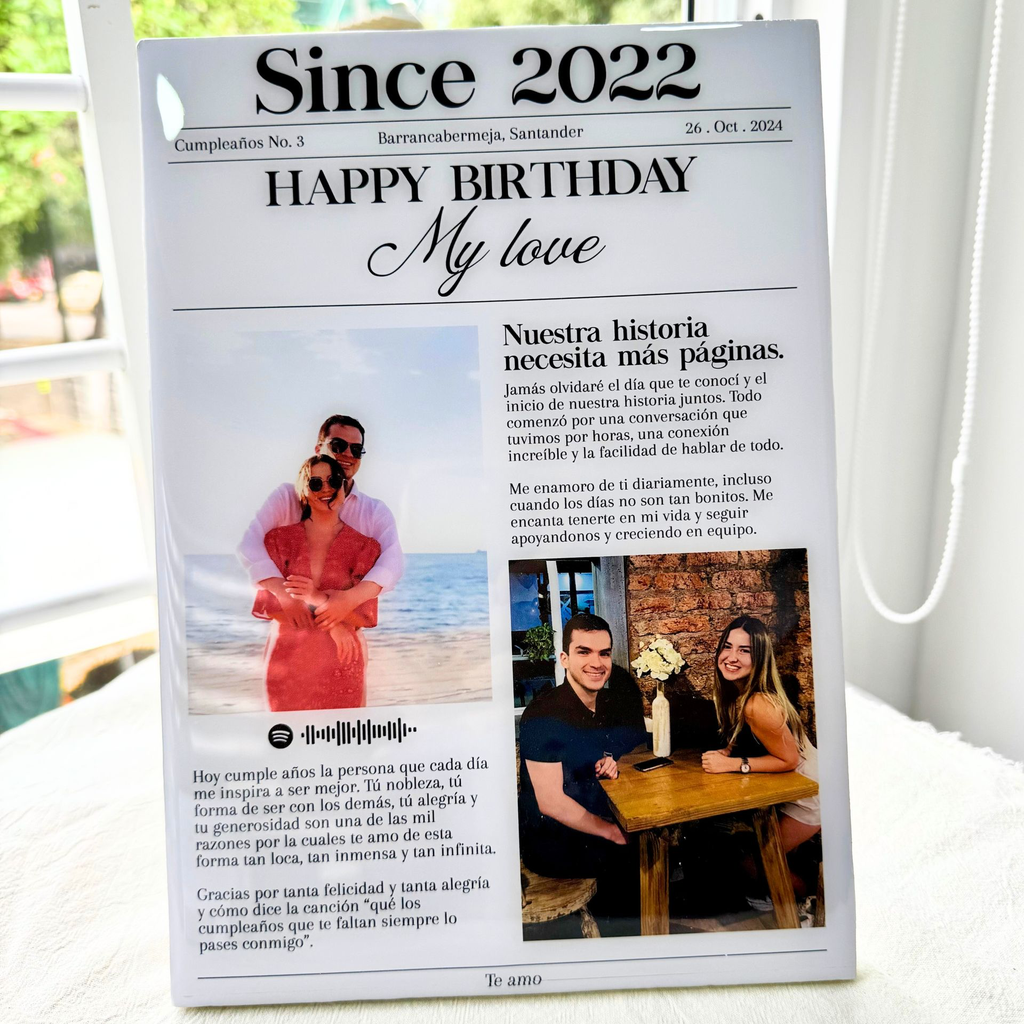 Since 2022
Cumpleaños No. 3 Barrancabermeja, Santander 26 . Oct . 2024
HAPPY BIRTHDAY
My love
Nuestra historia
necesita más páginas.
Jamás olvidaré el día que te conocí y el
inicio de nuestra historia juntos. Todo
comenzó por una conversación que
tuvimos por horas, una conexión
increíble y la facilidad de hablar de todo.
Me enamoro de ti diariamente, incluso
cuando los días no son tan bonitos. Me
encanta tenerte en mi vida y seguir
apoyandonos y creciendo en equipo.
Hoy cumple años la persona que cada día
me inspira a ser mejor. Tú nobleza, tú
forma de ser con los demás, tú alegría y
tu generosidad son una de las mil
razones por la cuales te amo de esta
forma tan loca, tan inmensa y tan infinita.
Gracias por tanta felicidad y tanta alegría
y cómo dice la canción “qué los
cumpleaños que te faltan siempre lo
pases conmigo”.
Te amo